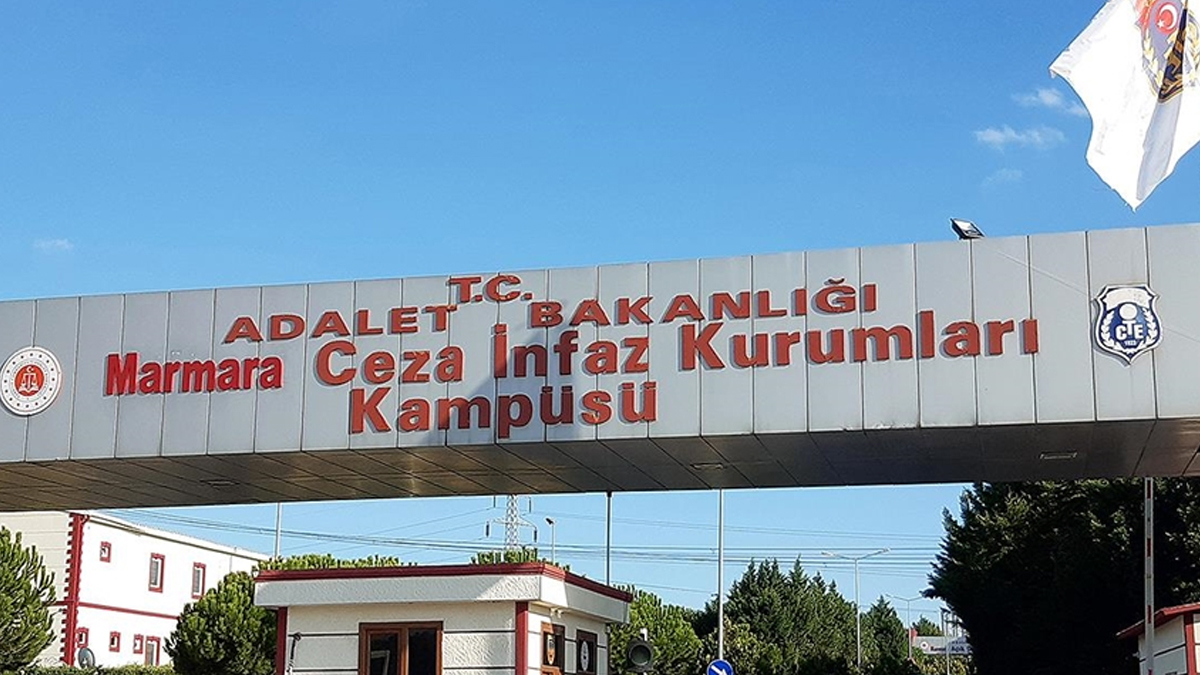 T.C.
ADALET BAKANLIĞI
Marmara Ceza İnfaz Kurumları
Kampüsü
CTE